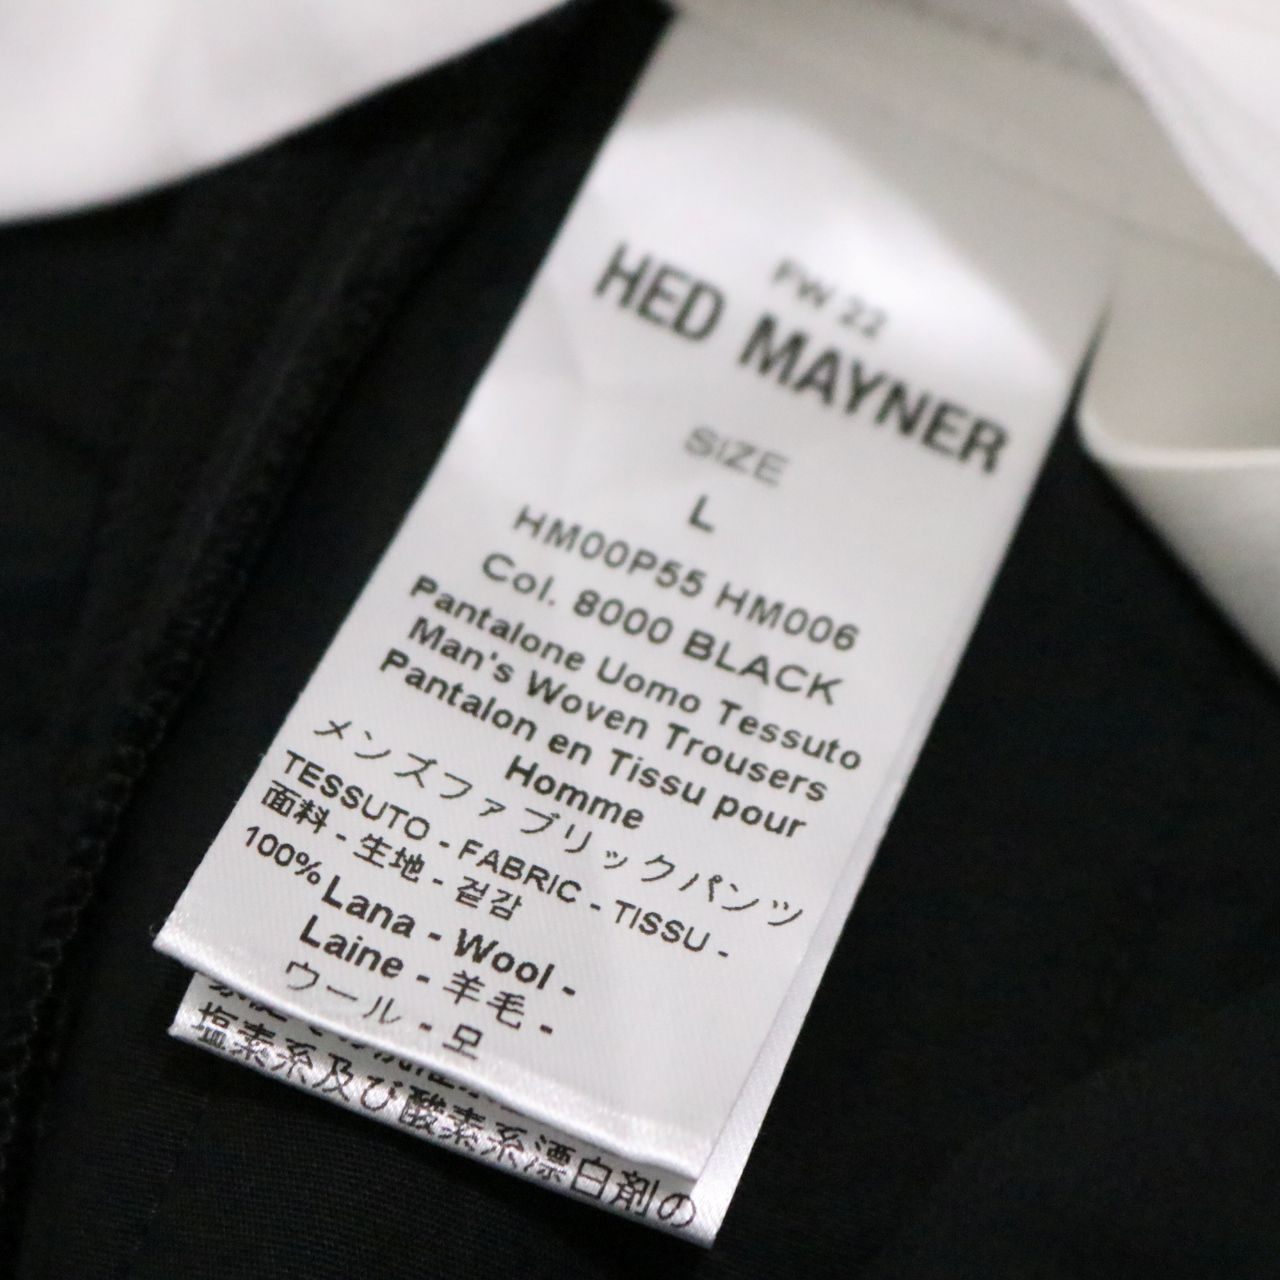 FW 22
HED MAYNER
SIZE
L
HM00P55 HM006
Col. 8000 BLACK
Pantalone Uomo Tessuto
Man's Woven Trousers
Pantalon en Tissu pour
Homme
メンズファブリックパンツ
TESSUTO - FABRIC - TISSU -
面料 - 生地 - 겉감
100% Lana - Wool -
Laine - 羊毛 -
ウール - 모
塩素系及び酸素系漂白剤の